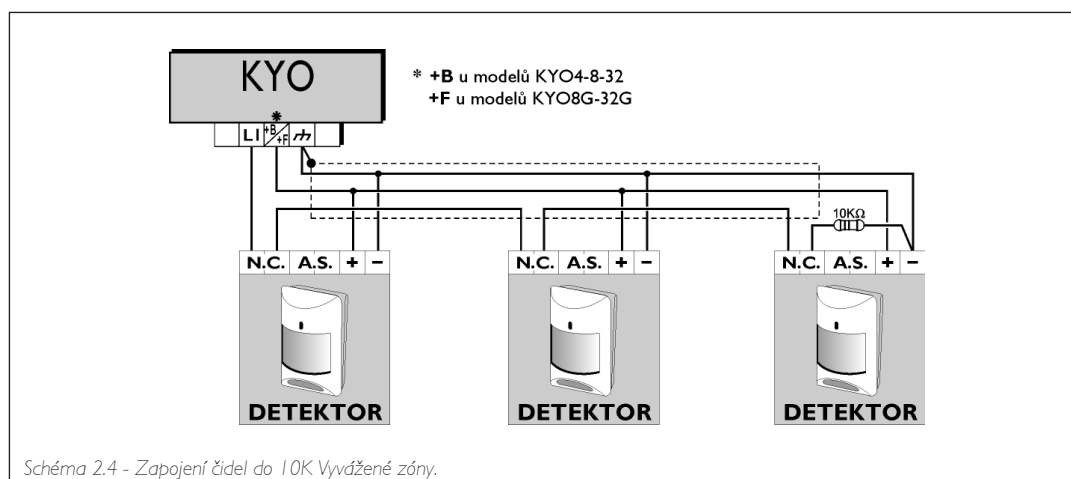 KYO
* +B u modelů KYO4-8-32
+F u modelů KYO8G-32G
*
L1 +B +F
10KΩ
N.C. A.S. + -
N.C. A.S. + -
N.C. A.S. + -
DETEKTOR
DETEKTOR
DETEKTOR
Schéma 2.4 - Zapojení čidel do 10K Vyvážené zóny.